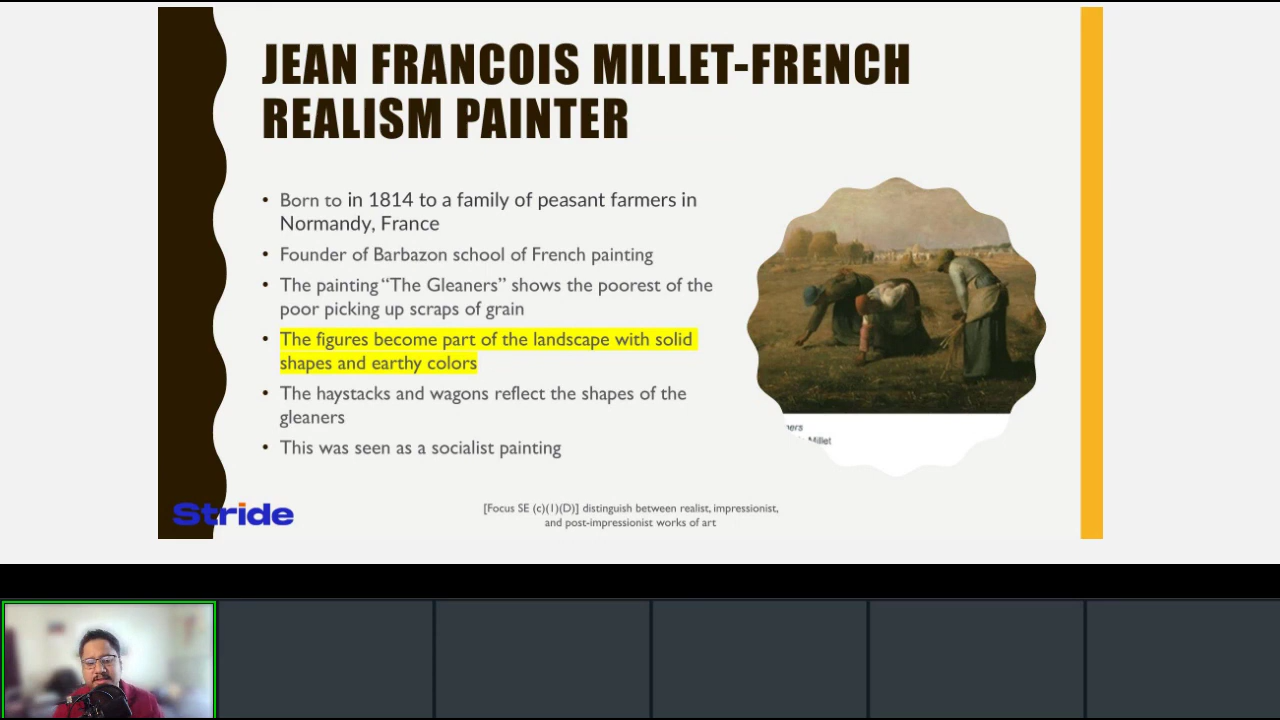 JEAN FRANCOIS MILLET-FRENCH
REALISM PAINTER
• Born to in 1814 to a family of peasant farmers in
Normandy, France
• Founder of Barbazon school of French painting
• The painting “The Gleaners” shows the poorest of the
poor picking up scraps of grain
• The figures become part of the landscape with solid
shapes and earthy colors
• The haystacks and wagons reflect the shapes of the
gleaners
• This was seen as a socialist painting
Millet
Stride
[Focus SE (c)(1)(D)] distinguish between realist, impressionist,
and post-impressionist works of art